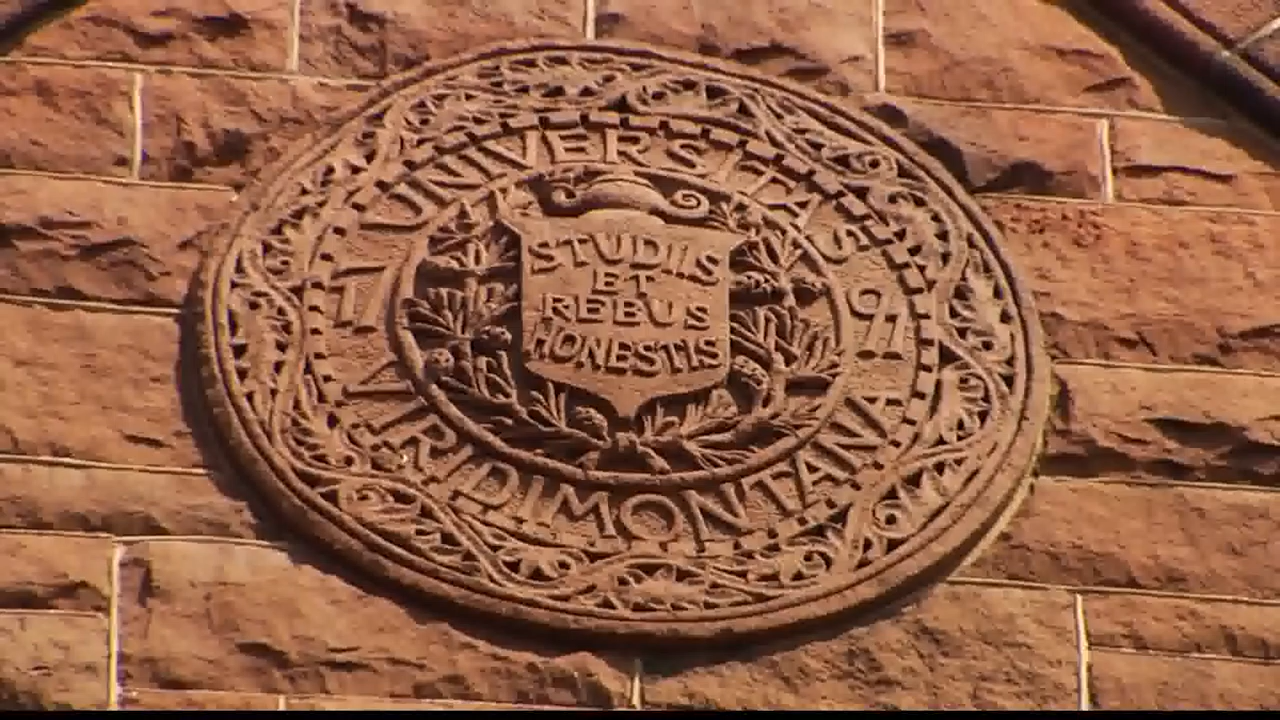 UNIVERSITAS
17 91
STUDIIS
ET
REBUS
HONESTIS
VIRIDIMONTANA